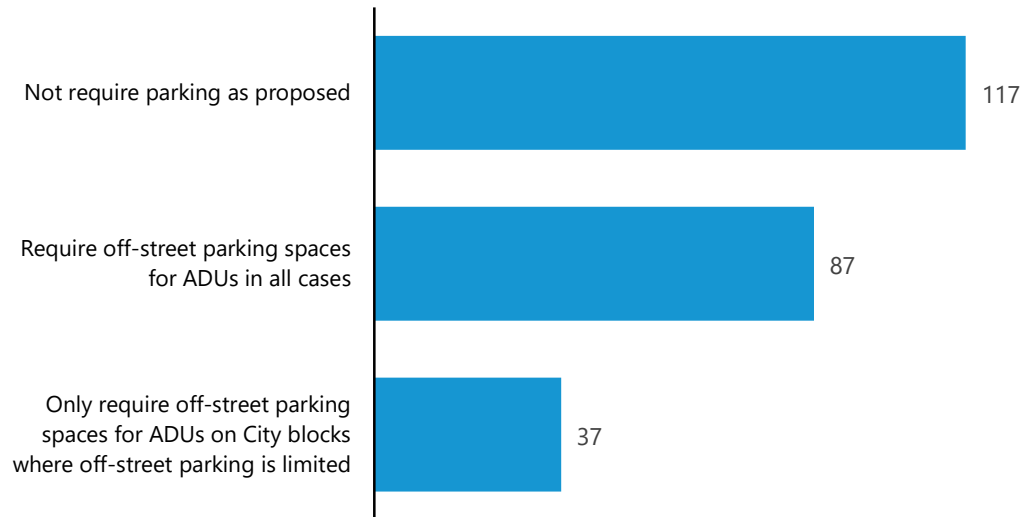 Not require parking as proposed
117
Require off-street parking spaces
for ADUs in all cases
87
Only require off-street parking
spaces for ADUs on City blocks
where off-street parking is limited
37